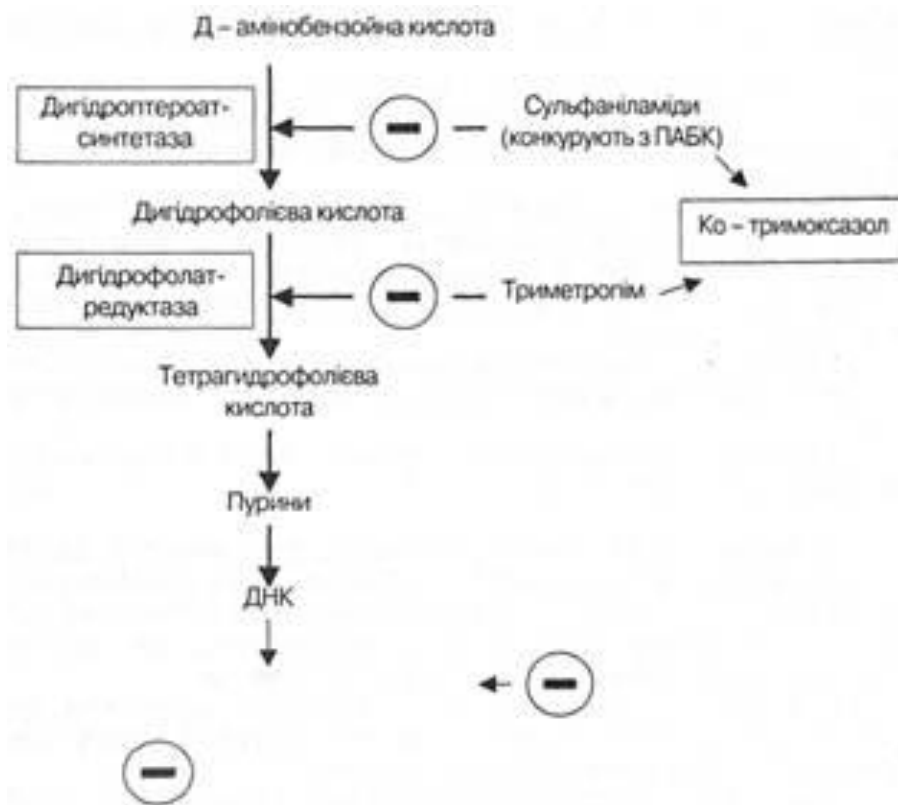 Д – амінобензойна кислота
Дигідроптероат-
синтетаза
Сульфаніламіди
(конкурують з ПАБК)
Дигідрофолієва кислота
Ко – тримоксазол
Дигідрофолат-
редуктаза
Триметропім
Тетрагидрофолієва
кислота
Пурини
ДНК